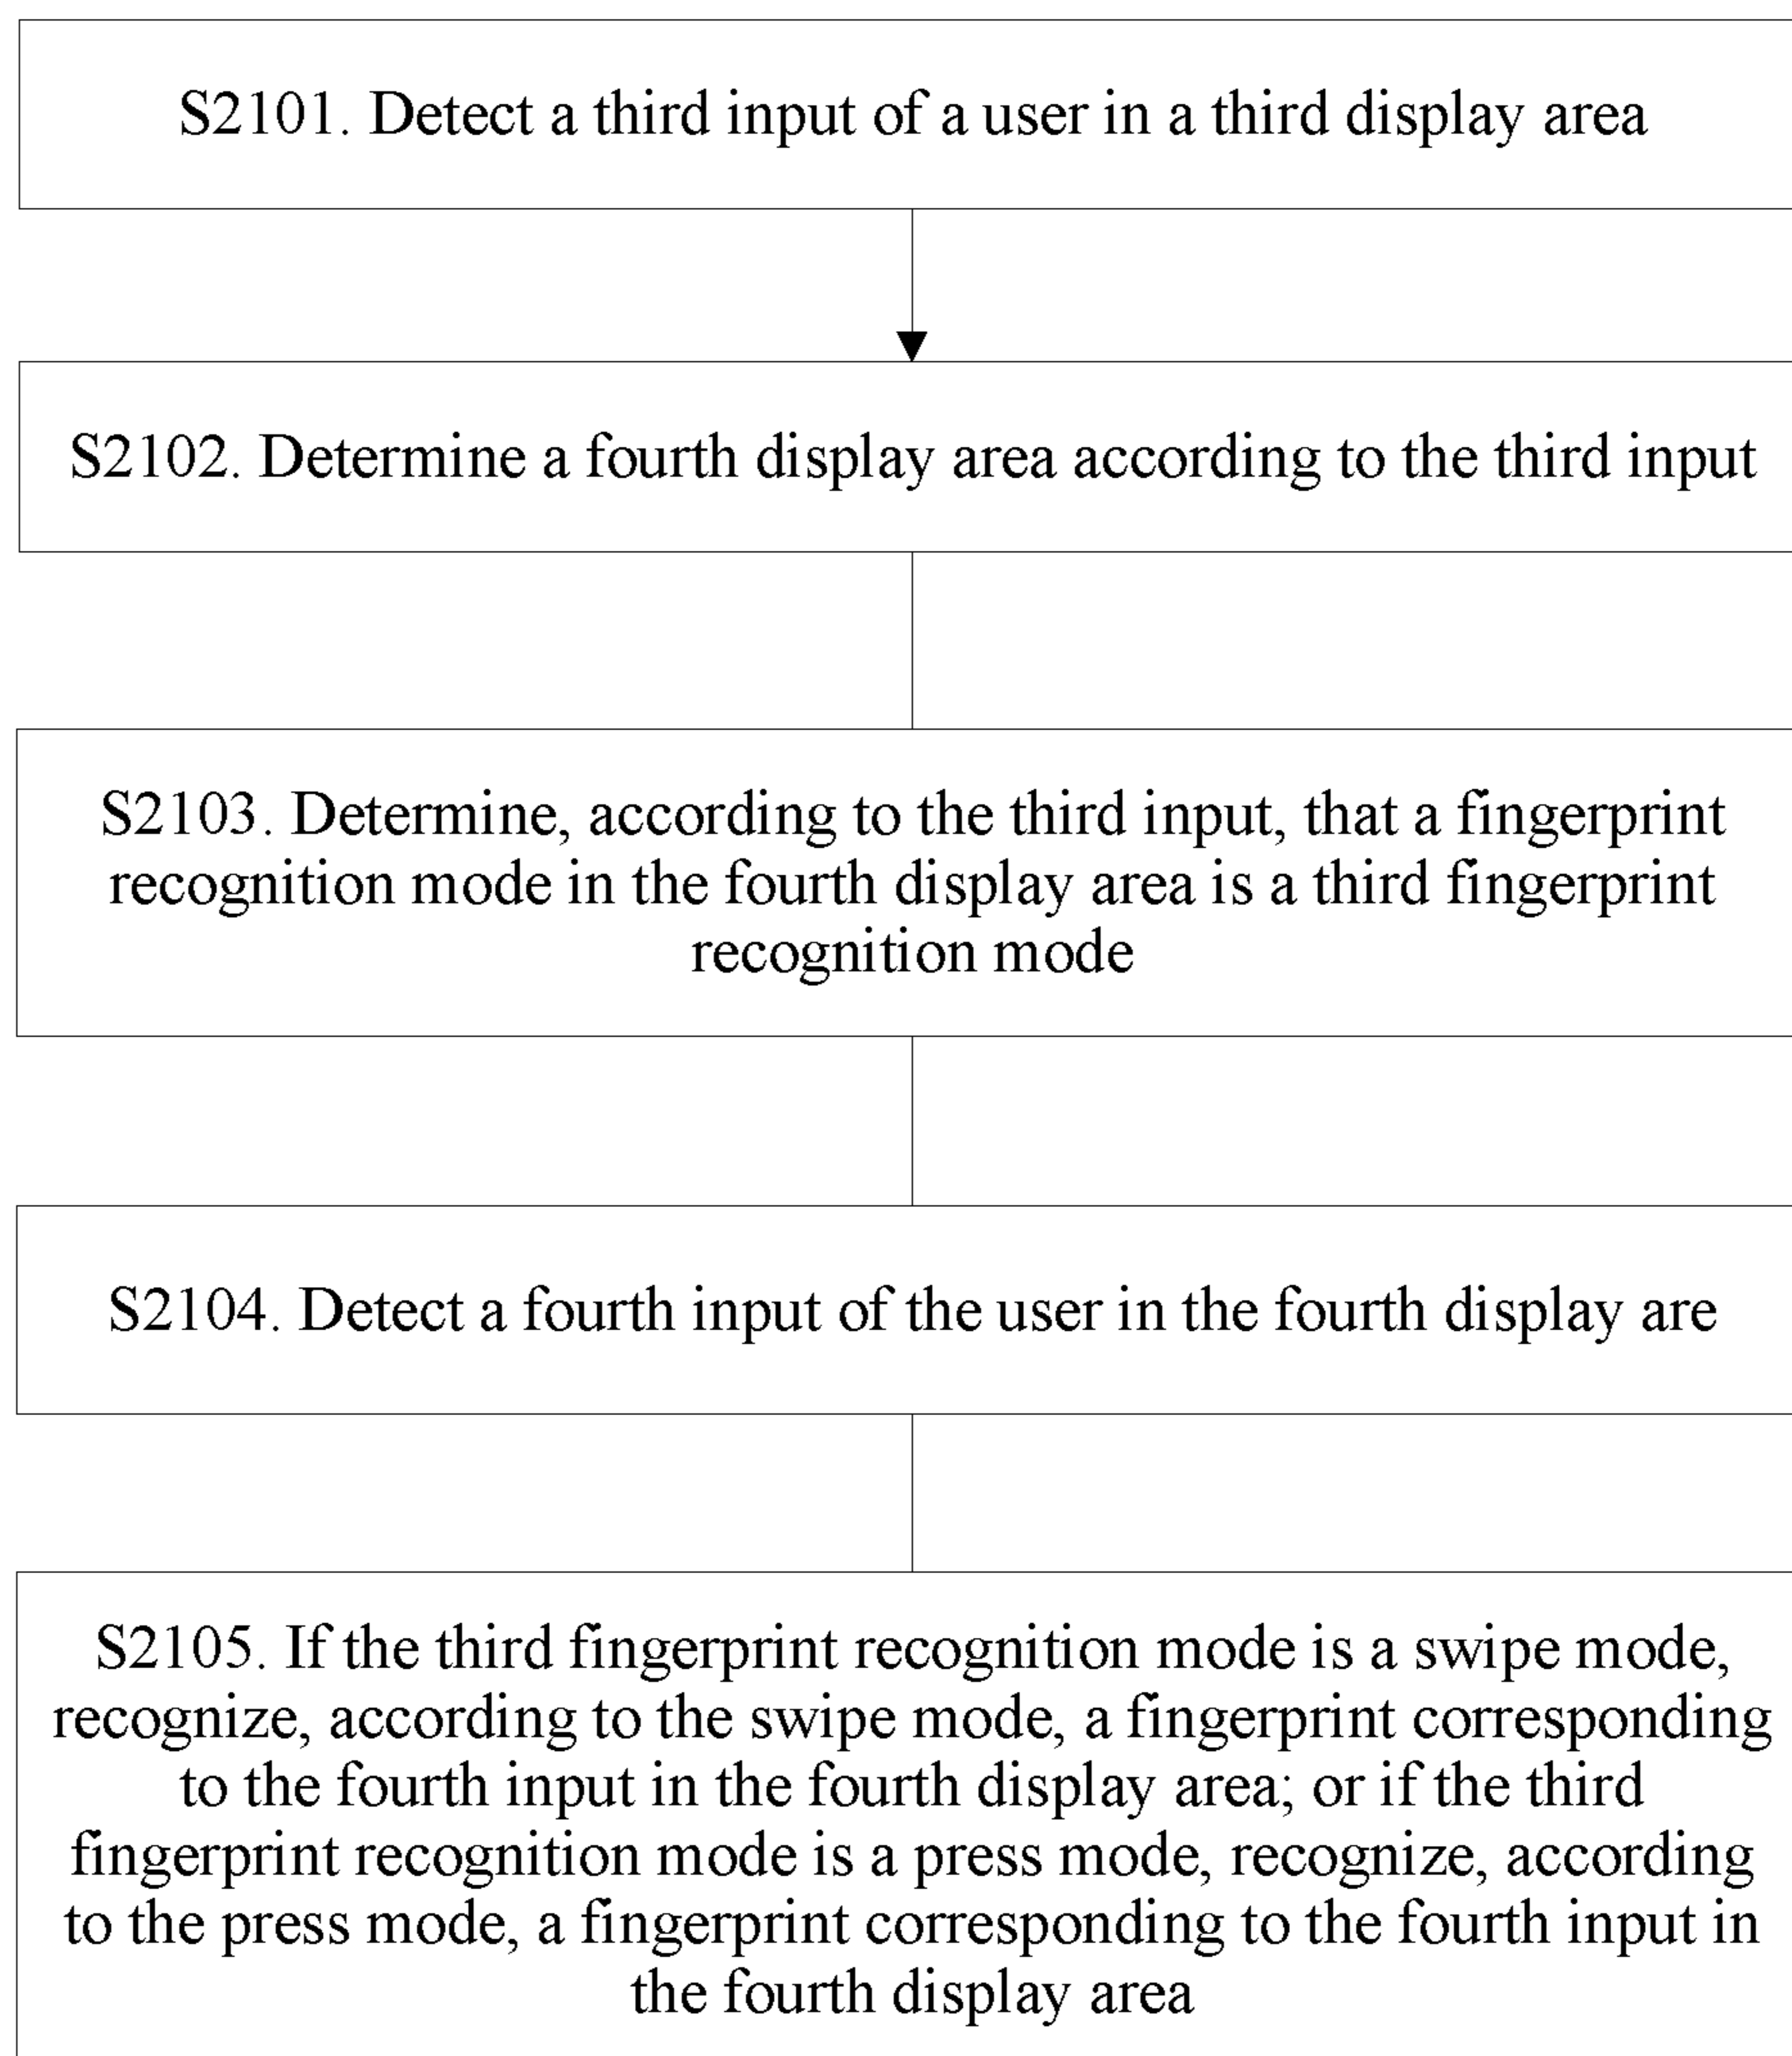 S2101. Detect a third input of a user in a third display area
S2102. Determine a fourth display area according to the third input
S2103. Determine, according to the third input, that a fingerprint
recognition mode in the fourth display area is a third fingerprint
recognition mode
S2104. Detect a fourth input of the user in the fourth display are
S2105. If the third fingerprint recognition mode is a swipe mode,
recognize, according to the swipe mode, a fingerprint corresponding
to the fourth input in the fourth display area; or if the third
fingerprint recognition mode is a press mode, recognize, according
to the press mode, a fingerprint corresponding to the fourth input in
the fourth display area